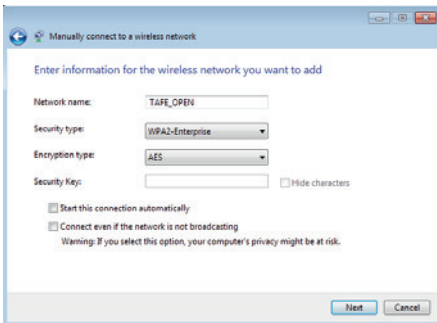 Manually connect to a wireless network
Enter information for the wireless network you want to add
Network name: TAFE_OPEN
Security type: WPA2-Enterprise
Encryption type: AES
Security Key: Hide characters
Start this connection automatically
Connect even if the network is not broadcasting
Warning: If you select this option, your computer's privacy might be at risk.
Next Cancel